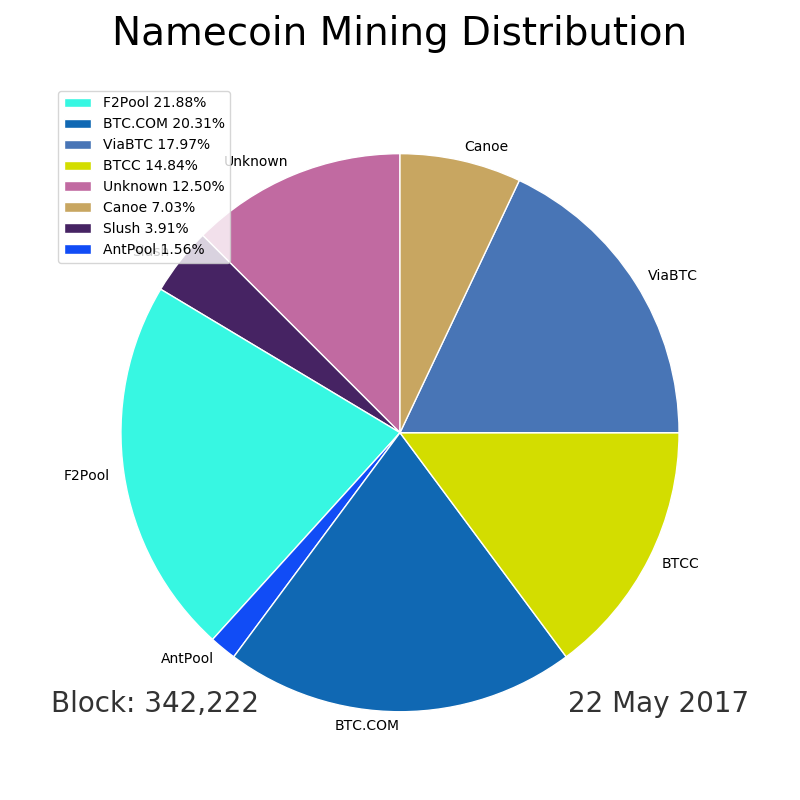 Namecoin Mining Distribution
F2Pool 21.88%
BTC.COM 20.31%
ViaBTC 17.97%
BTCC 14.84%
Unknown 12.50%
Canoe 7.03%
Slush 3.91%
AntPool 1.56%
Unknown
Canoe
ViaBTC
F2Pool
BTCC
AntPool
BTC.COM
Block: 342,222
22 May 2017